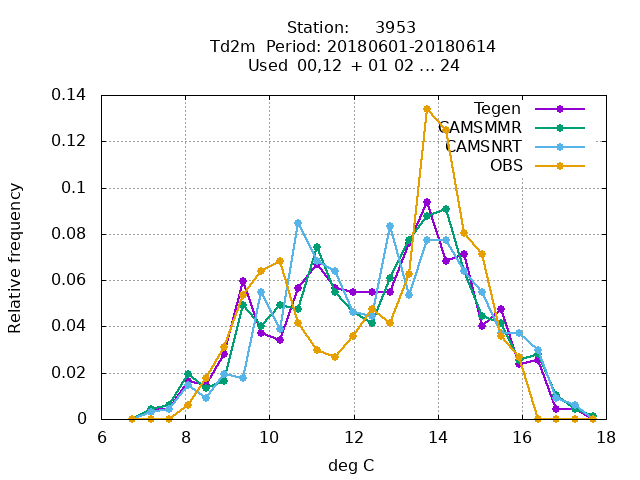 Station: 3953
Td2m Period: 20180601-20180614
Used 00,12 + 01 02 ... 24
Relative frequency
0.14
0.12
0.1
0.08
0.06
0.04
0.02
0
Tegen
CAMSMMR
CAMSNRT
OBS
6 8 10 12 14 16 18
deg C